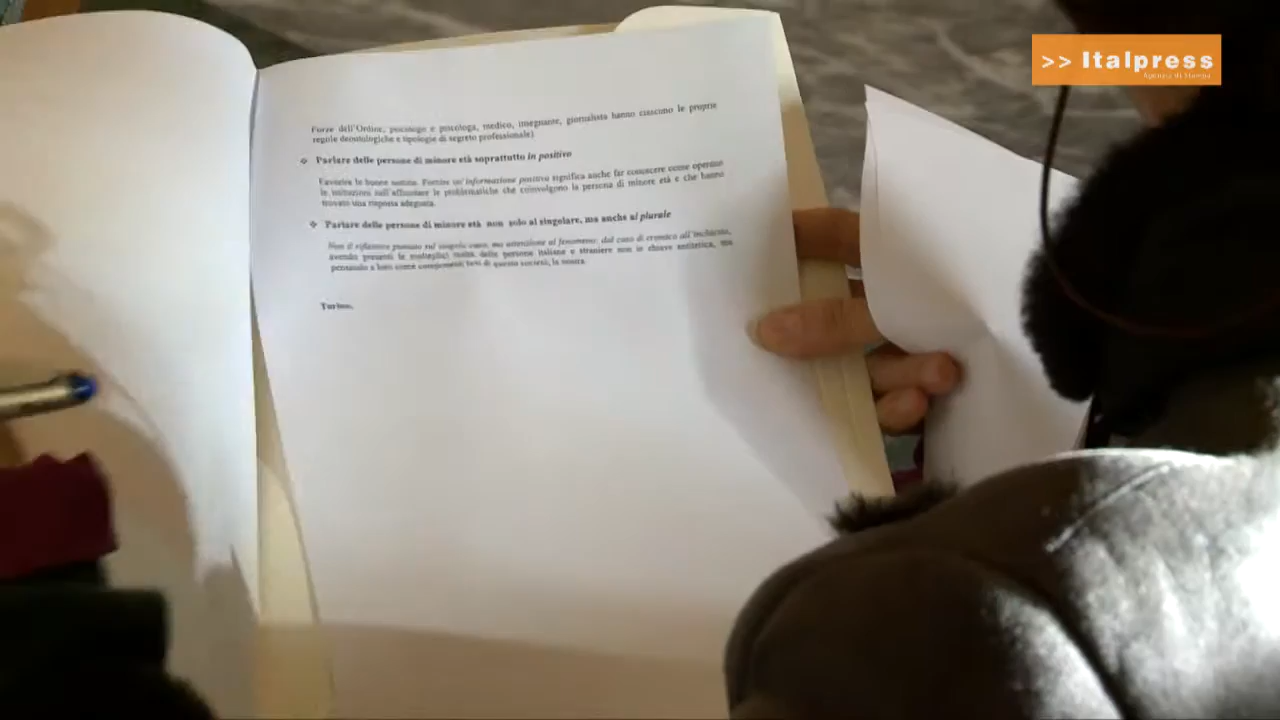 >> Italpress
Agenzia di Stampa
Forze dell'Ordine, psicologo e psicologa, medico, insegnante, giornalista hanno ciascuno le proprie
regole deontologiche e tipologie di segreto professionale)
❖ Parlare delle persone di minore età soprattutto in positivo
Favorire le buone notizie. Fornire un'informazione positiva significa anche far conoscere come operano
le istituzioni nell'affrontare le problematiche che coinvolgono la persona di minore età e che hanno
trovato una risposta adeguata.
❖ Parlare delle persone di minore età non solo al singolare, ma anche al plurale
Non il riflettore puntato sul singolo caso, ma attenzione al fenomeno: dal caso di cronaca all'inchiesta,
avendo presenti le molteplici realtà delle persone italiane e straniere non in chiave antitetica, ma
pensando a loro come componenti tutti di questa società, la nostra.
Torino,